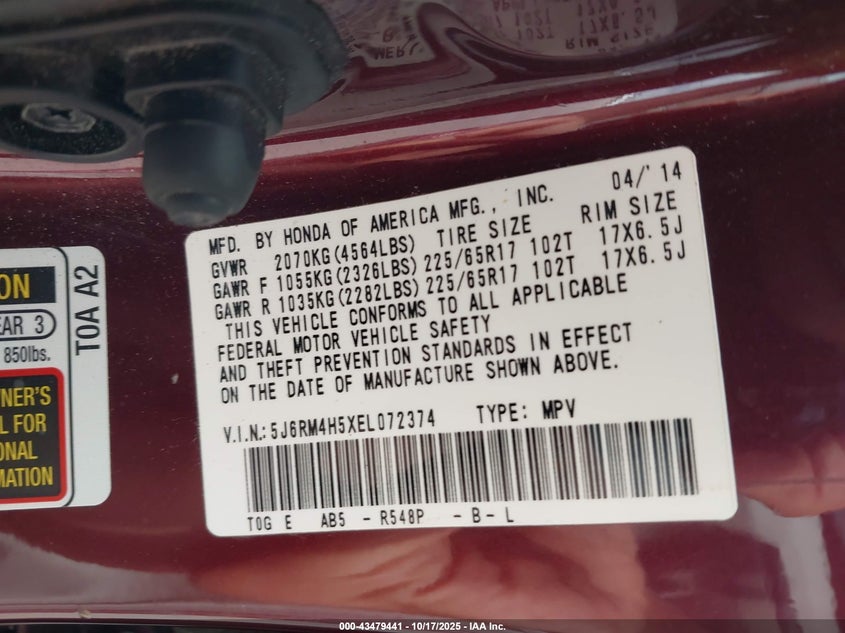 MFD. BY HONDA OF AMERICA MFG., INC. 04/'14
GVWR 2070KG(4564LBS) TIRE SIZE RIM SIZE
GAWR F 1055KG(2326LBS) 225/65R17 102T 17X6.5J
GAWR R 1035KG(2282LBS) 225/65R17 102T 17X6.5J
THIS VEHICLE CONFORMS TO ALL APPLICABLE
FEDERAL MOTOR VEHICLE SAFETY
AND THEFT PREVENTION STANDARDS IN EFFECT
ON THE DATE OF MANUFACTURE SHOWN ABOVE.
V.I.N.: 5J6RM4H5XEL072374 TYPE: MPV
T0G E AB5 - R548P - B - L
ON
EAR 3
850lbs.
NER'S
L FOR
ONAL
MATION
T0A A2
000-43479441 - 10/17/2025 - IAA Inc.